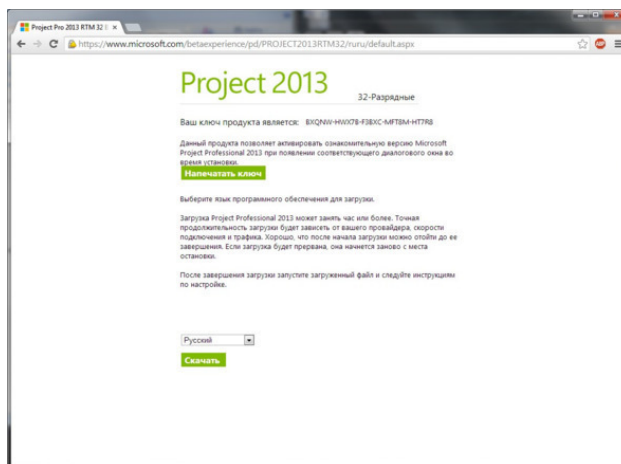 Project Pro 2013 RTM 32
https://www.microsoft.com/betaexperience/pd/PROJECT2013RTM32/ruru/default.aspx
Project 2013
32-Разрядные
Ваш ключ продукта является: BXQNW-HWX7B-F3BXC-MFT8M-HT7R8
Данный продукта позволяет активировать ознакомительную версию Microsoft
Project Professional 2013 при появлении соответствующего диалогового окна во
время установки.
Напечатать ключ
Выберите язык программного обеспечения для загрузки.
Загрузка Project Professional 2013 может занять час или более. Точная
продолжительность загрузки будет зависеть от вашего провайдера, скорости
подключения и трафика. Хорошо, что после начала загрузки можно отойти до ее
завершения. Если загрузка будет прервана, она начнется заново с места
остановки.
После завершения загрузки запустите загруженный файл и следуйте инструкциям
по настройке.
Русский
Скачать